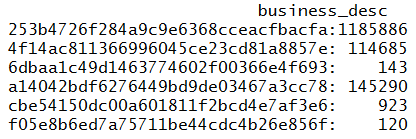 business_desc
253b4726f284a9c9e6368cceacfbacfa:1185886
4f14ac811366996045ce23cd81a8857e: 114685
6dbaa1c49d1463774602f00366e4f693: 143
a14042bdf6276449bd9de03467a3cc78: 145290
cbe54150dc00a601811f2bcd4e7af3e6: 923
f05e8b6ed7a75711be44cdc4b26e856f: 120